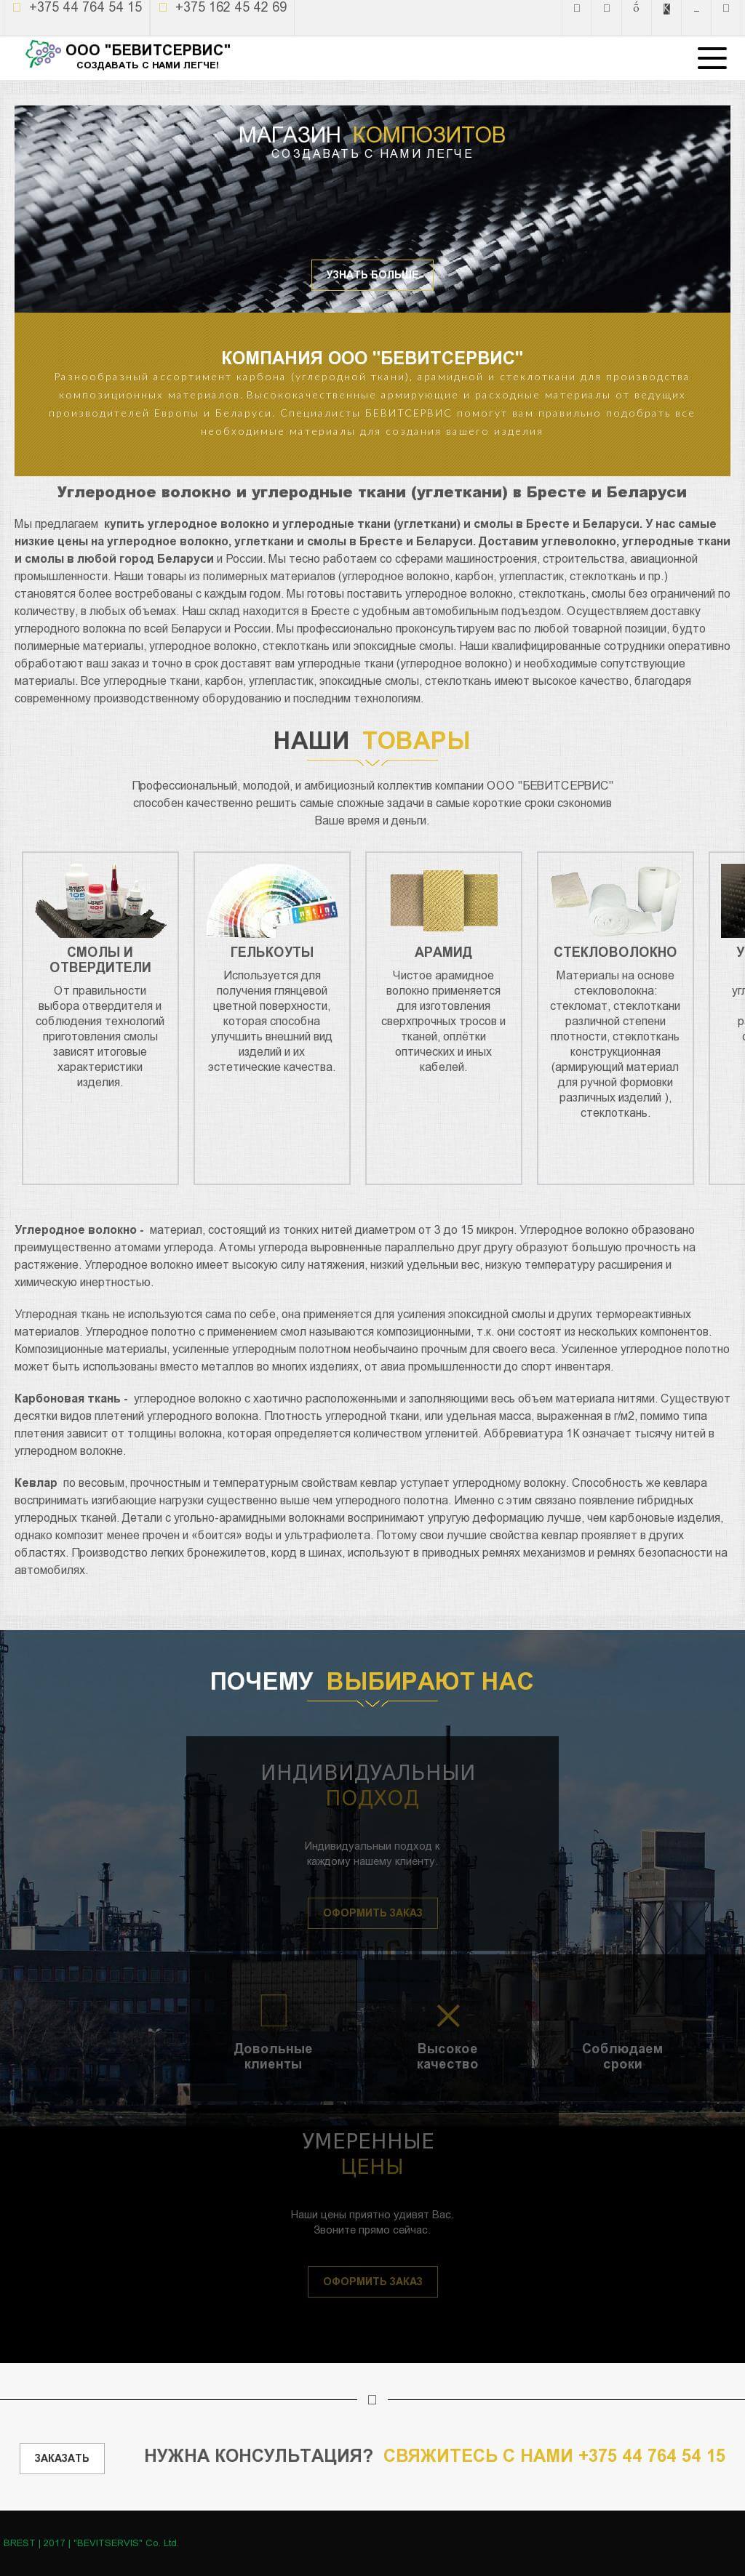 +375 44 764 54 15 +375 162 45 42 69
ООО "БЕВИТСЕРВИС"
СОЗДАВАТЬ С НАМИ ЛЕГЧЕ!
МАГАЗИН КОМПОЗИТОВ
СОЗДАВАТЬ С НАМИ ЛЕГЧЕ
УЗНАТЬ БОЛЬШЕ
КОМПАНИЯ ООО "БЕВИТСЕРВИС"
Разнообразный ассортимент карбона (углеродной ткани), арамидной и стеклоткани для производства
композиционных материалов. Высококачественные армирующие и расходные материалы от ведущих
производителей Европы и Беларуси. Специалисты БЕВИТСЕРВИС помогут вам правильно подобрать все
необходимые материалы для создания вашего изделия
Углеродное волокно и углеродные ткани (углеткани) в Бресте и Беларуси
Мы предлагаем купить углеродное волокно и углеродные ткани (углеткани) и смолы в Бресте и Беларуси. У нас самые
низкие цены на углеродное волокно, углеткани и смолы в Бресте и Беларуси. Доставим углеволокно, углеродные ткани
и смолы в любой город Беларуси и России. Мы тесно работаем со сферами машиностроения, строительства, авиационной
промышленности. Наши товары из полимерных материалов (углеродное волокно, карбон, углепластик, стеклоткань и пр.)
становятся более востребованы с каждым годом. Мы готовы поставить углеродное волокно, стеклоткань, смолы без ограничений по
количеству, в любых объемах. Наш склад находится в Бресте с удобным автомобильным подъездом. Осуществляем доставку
углеродного волокна по всей Беларуси и России. Мы профессионально проконсультируем вас по любой товарной позиции, будто
полимерные материалы, углеродное волокно, стеклоткань или эпоксидные смолы. Наши квалифицированные сотрудники оперативно
обработают ваш заказ и точно в срок доставят вам углеродные ткани (углеродное волокно) и необходимые сопутствующие
материалы. Все углеродные ткани, карбон, углепластик, эпоксидные смолы, стеклоткань имеют высокое качество, благодаря
современному производственному оборудованию и последним технологиям.
НАШИ ТОВАРЫ
Профессиональный, молодой, и амбициозный коллектив компании ООО "БЕВИТСЕРВИС"
способен качественно решить самые сложные задачи в самые короткие сроки сэкономив
Ваше время и деньги.
СМОЛЫ И
ОТВЕРДИТЕЛИ
От правильности
выбора отвердителя и
соблюдения технологий
приготовления смолы
зависят итоговые
характеристики
изделия.
ГЕЛЬКОУТЫ
Используется для
получения глянцевой
цветной поверхности,
которая способна
улучшить внешний вид
изделий и их
эстетические качества.
АРАМИД
Чистое арамидное
волокно применяется
для изготовления
сверхпрочных тросов и
тканей, оплётки
оптических и иных
кабелей.
СТЕКЛОВОЛОКНО
Материалы на основе
стекловолокна:
стекломат, стеклоткани
различной степени
плотности, стеклоткань
конструкционная
(армирующий материал
для ручной формовки
различных изделий ),
стеклоткань.
Углеродное волокно - материал, состоящий из тонких нитей диаметром от 3 до 15 микрон. Углеродное волокно образовано
преимущественно атомами углерода. Атомы углерода выровненные параллельно друг другу образуют большую прочность на
растяжение. Углеродное волокно имеет высокую силу натяжения, низкий удельный вес, низкую температуру расширения и
химическую инертностью.
Углеродная ткань не используются сама по себе, она применяется для усиления эпоксидной смолы и других термореактивных
материалов. Углеродное полотно с применением смол называются композиционными, т.к. они состоят из нескольких компонентов.
Композиционные материалы, усиленные углеродным полотном необычаино прочным для своего веса. Усиленное углеродное полотно
может быть использованы вместо металлов во многих изделиях, от авиа промышленности до спорт инвентаря.
Карбоновая ткань - углеродное волокно с хаотично расположенными и заполняющими весь объем материала нитями. Существуют
десятки видов плетений углеродного волокна. Плотность углеродной ткани, или удельная масса, выраженная в г/м2, помимо типа
плетения зависит от толщины волокна, которая определяется количеством угленитей. Аббревиатура 1К означает тысячу нитей в
углеродном волокне.
Кевлар по весовым, прочностным и температурным свойствам кевлар уступает углеродному волокну. Способность же кевлара
воспринимать изгибающие нагрузки существенно выше чем углеродного полотна. Именно с этим связано появление гибридных
углеродных тканей. Детали с угольно-арамидными волокнами воспринимают упругую деформацию лучше, чем карбоновые изделия,
однако композит менее прочен и «боится» воды и ультрафиолета. Потому свои лучшие свойства кевлар проявляет в других
областях. Производство легких бронежилетов, корд в шинах, используют в приводных ремнях механизмов и ремнях безопасности на
автомобилях.
ПОЧЕМУ ВЫБИРАЮТ НАС
ИНДИВИДУАЛЬНЫЙ
ПОДХОД
Индивидуальный подход к
каждому нашему клиенту.
ОФОРМИТЬ ЗАКАЗ
Довольные
клиенты
Высокое
качество
Соблюдаем
сроки
УМЕРЕННЫЕ
ЦЕНЫ
Наши цены приятно удивят Вас.
Звоните прямо сейчас.
ОФОРМИТЬ ЗАКАЗ
ЗАКАЗАТЬ
НУЖНА КОНСУЛЬТАЦИЯ? СВЯЖИТЕСЬ С НАМИ +375 44 764 54 15
BREST | 2017 | "BEVITSERVIS" Co. Ltd.